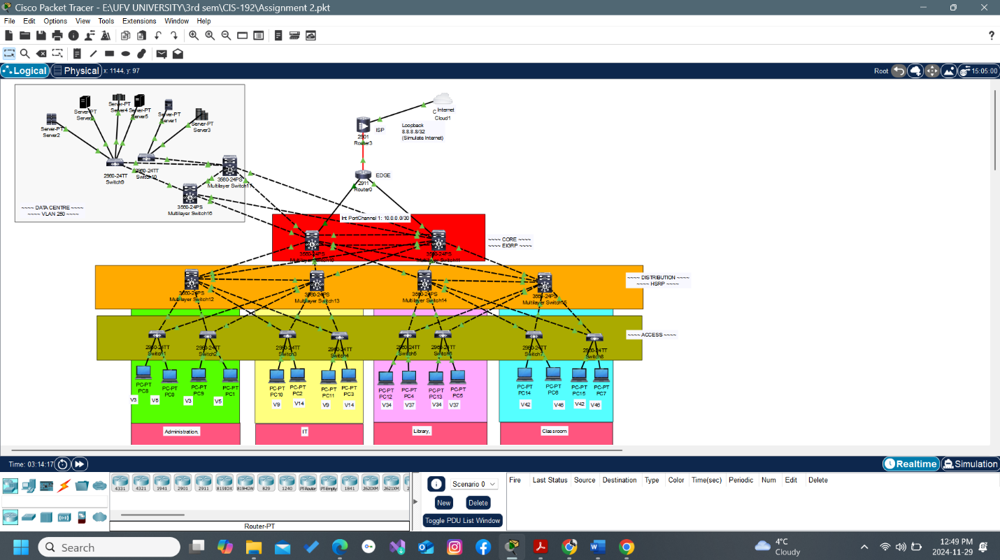 Cisco Packet Tracer - E:\UFV UNIVERSITY\3rd sem\CIS-192\Assignment 2.pkt
File Edit Options View Tools Extensions Window Help
?
Logical Physical x: 1144, y: 97
Root 15:05:00
Server-PT
Server4
Server-PT
Server5
Server-PT
Server-PT
Server1
Server-PT
Server3
Server-PT
Server2
2960-24TT
Switch9
2960-24TT
Switch10
3560-24PS
Multilayer Switch17
3560-24PS
Multilayer Switch16
~~~~ DATA CENTRE ~~~~
~~~~ VLAN 250 ~~~~
Internet
Cloud1
ISP
2901
Router3
Loopback
8.8.8.8/32
(Simulate Internet)
EDGE
2911
Router0
Int PortChannel 1: 10.0.0.0/30
3560-24PS
3560-24PS
~~~~ CORE ~~~~
~~~~ EIGRP ~~~~
3560-24PS
Multilayer Switch12
3560-24PS
Multilayer Switch13
3560-24PS
Multilayer Switch14
3560-24PS
Multilayer Switch15
~~~~ DISTRIBUTION ~~~~
~~~~ HSRP ~~~~
2960-24TT
Switch1
2960-24TT
Switch2
2960-24TT
Switch3
2960-24TT
Switch4
2960-24TT
Switch5
2960-24TT
Switch6
2960-24TT
Switch7
2960-24TT
Switch8
~~~~ ACCESS ~~~~
PC-PT
PC8
PC-PT
PC0
PC-PT
PC9
PC-PT
PC1
PC-PT
PC10
PC-PT
PC2
PC-PT
PC11
PC-PT
PC3
PC-PT
PC12
PC-PT
PC4
PC-PT
PC13
PC-PT
PC5
PC-PT
PC14
PC-PT
PC6
PC-PT
PC15
PC-PT
PC7
V3 V5 V3 V5 V9 V14 V9 V14 V34 V37 V34 V37 V42 V46 V42 V46
Administration, IT Library, Classroom
Time: 03:14:17
Realtime Simulation
4331 4321 1941 2901 2911 819IOX 819HGW 829 1240 PT-Router PT-Empty 1841 2620XM 2621XM
Router-PT
Scenario 0
New Delete
Toggle PDU List Window
Fire Last Status Source Destination Type Color Time(sec) Periodic Num Edit Delete
Search
4°C
Cloudy
12:49 PM
2024-11-29